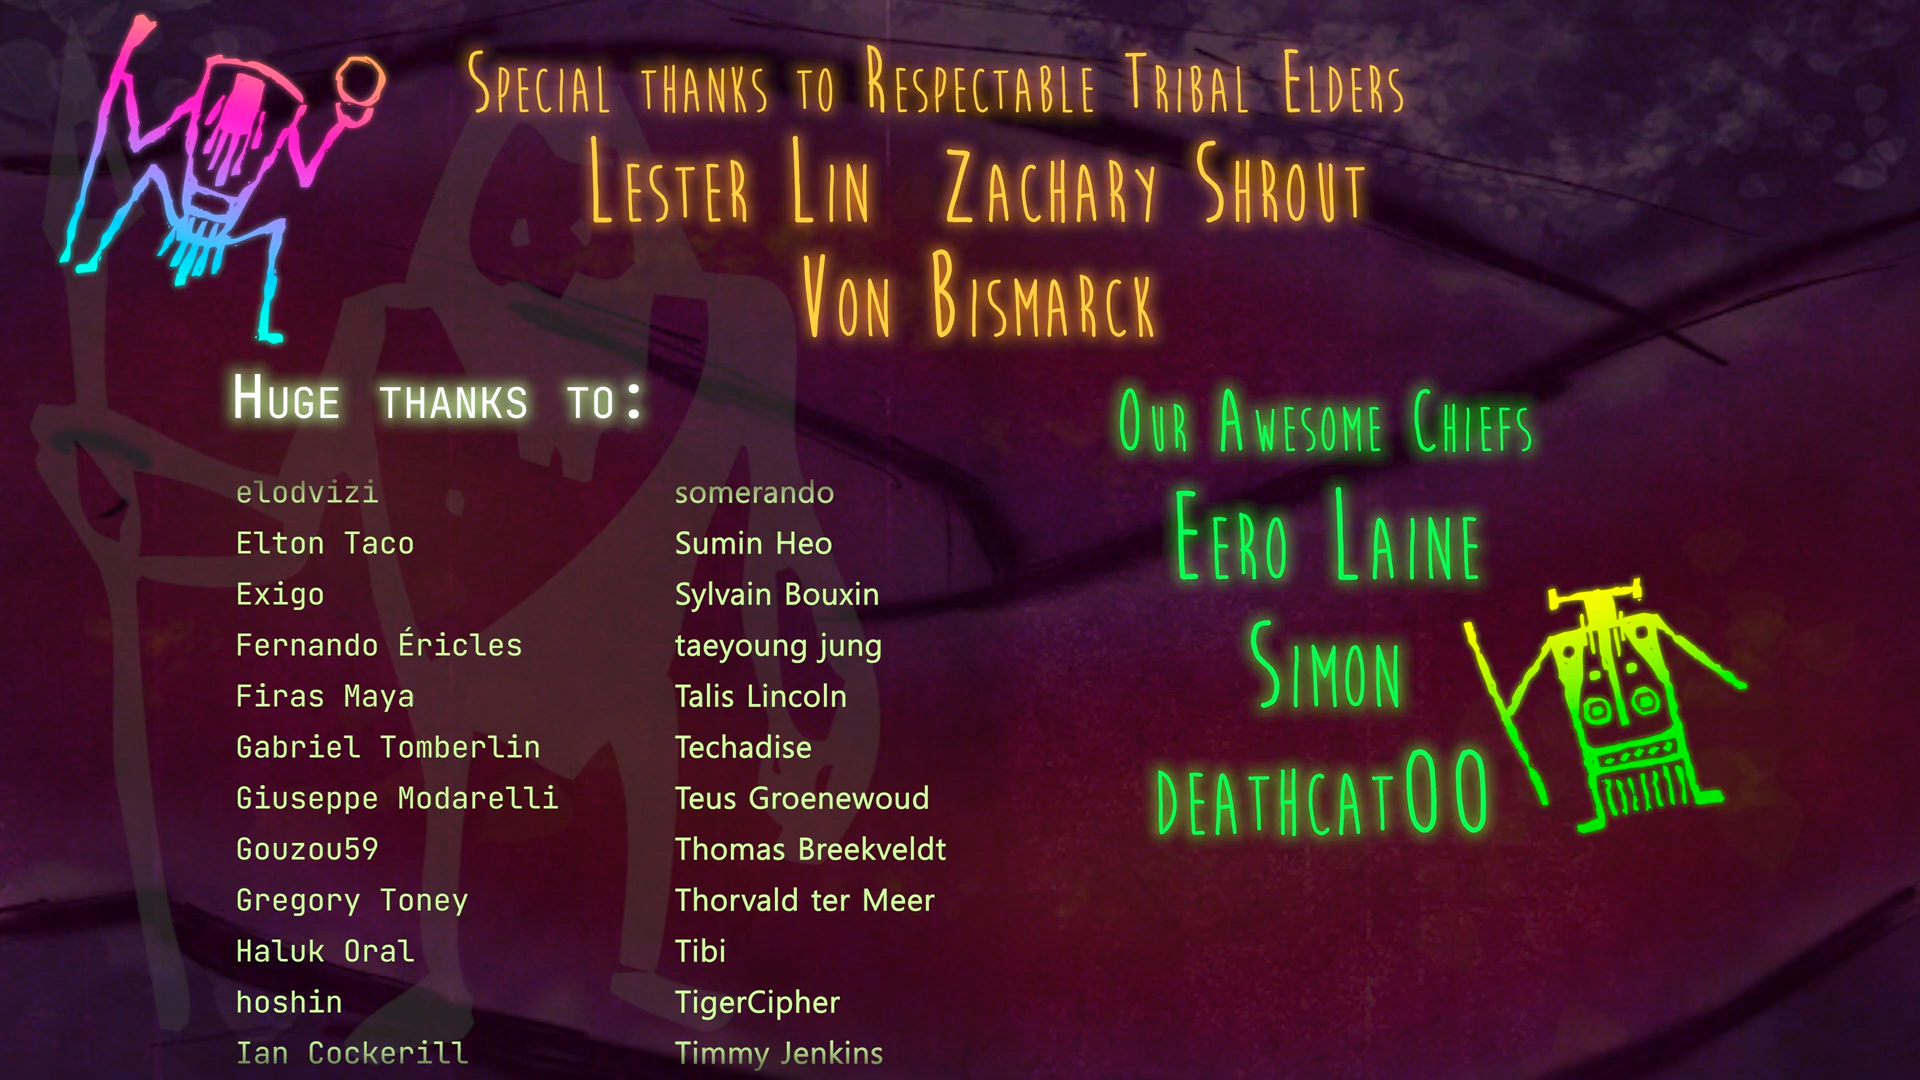 Special thanks to Respectable Tribal Elders
Lester Lin Zachary Shrout
Von Bismarck
Huge thanks to:
elodvizi
Elton Taco
Exigo
Fernando Éricles
Firas Maya
Gabriel Tomberlin
Giuseppe Modarelli
Gouzou59
Gregory Toney
Haluk Oral
hoshin
Ian Cockerill
somerando
Sumin Heo
Sylvain Bouxin
taeyoung jung
Talis Lincoln
Techadise
Teus Groenewoud
Thomas Breekveldt
Thorvald ter Meer
Tibi
TigerCipher
Timmy Jenkins
Our Awesome Chiefs
Eero Laine
Simon
deathcat00